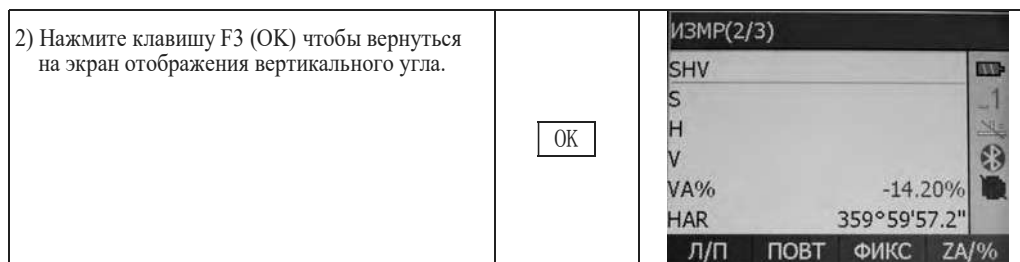 2) Нажмите клавишу F3 (OK) чтобы вернуться
на экран отображения вертикального угла.
OK
ИЗМР(2/3)
SHV
S
1
H
V
VA% -14.20%
HAR 359°59'57.2"
Л/П ПОВТ ФИКС ZA/%